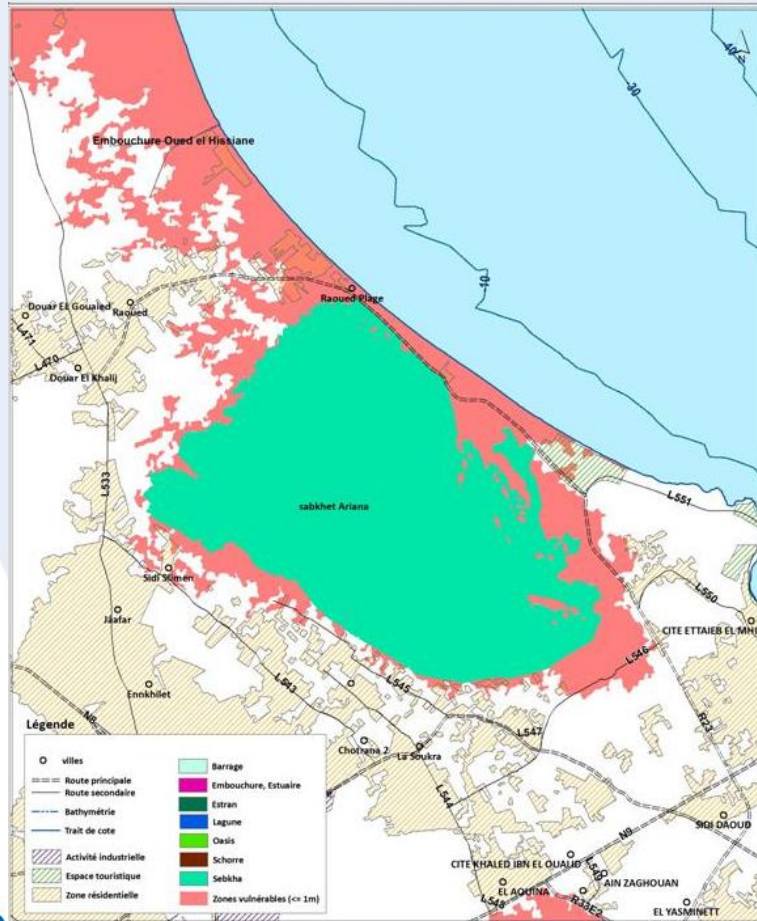 -40
-30
-10
N
Embouchure Oued el Hissiane
Raoued Plage
Douar EL Goualed
Raoued
L471
L470
Douar El Khalij
L533
sabkhet Ariana
L551
Sidi Slimen
L550
Jaafar
CITE ETTAIEB EL MHI
L546
Ennkhilet
L543
L545
N8
R23
L547
Chotrana 2
La Soukra
L544
SIDI DAOUD
N9
CITE KHALED IBN EL OUALID
L549
AIN ZAGHOUAN
EL AOUINA
L548
R33E2
EL YASMINETT
Légende
villes
Route principale
Route secondaire
Bathymétrie
Trait de cote
Activité industrielle
Espace touristique
Zone résidentielle
Barrage
Embouchure, Estuaire
Estran
Lagune
Oasis
Schorre
Sebkha
Zones vulnérables (<= 1m)